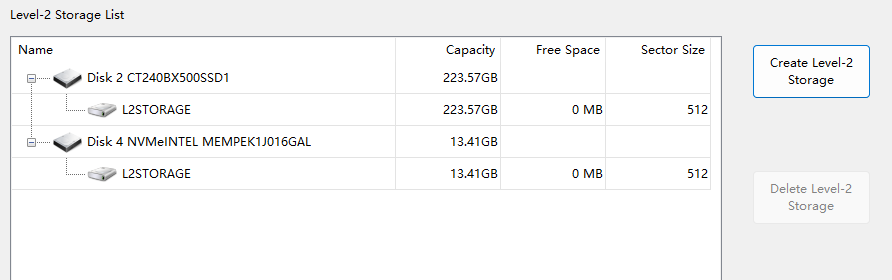 Level-2 Storage List
Name Capacity Free Space Sector Size
Disk 2 CT240BX500SSD1 223.57GB
L2STORAGE 223.57GB 0 MB 512
Disk 4 NVMeINTEL MEMPEK1J016GAL 13.41GB
L2STORAGE 13.41GB 0 MB 512
Create Level-2
Storage
Delete Level-2
Storage